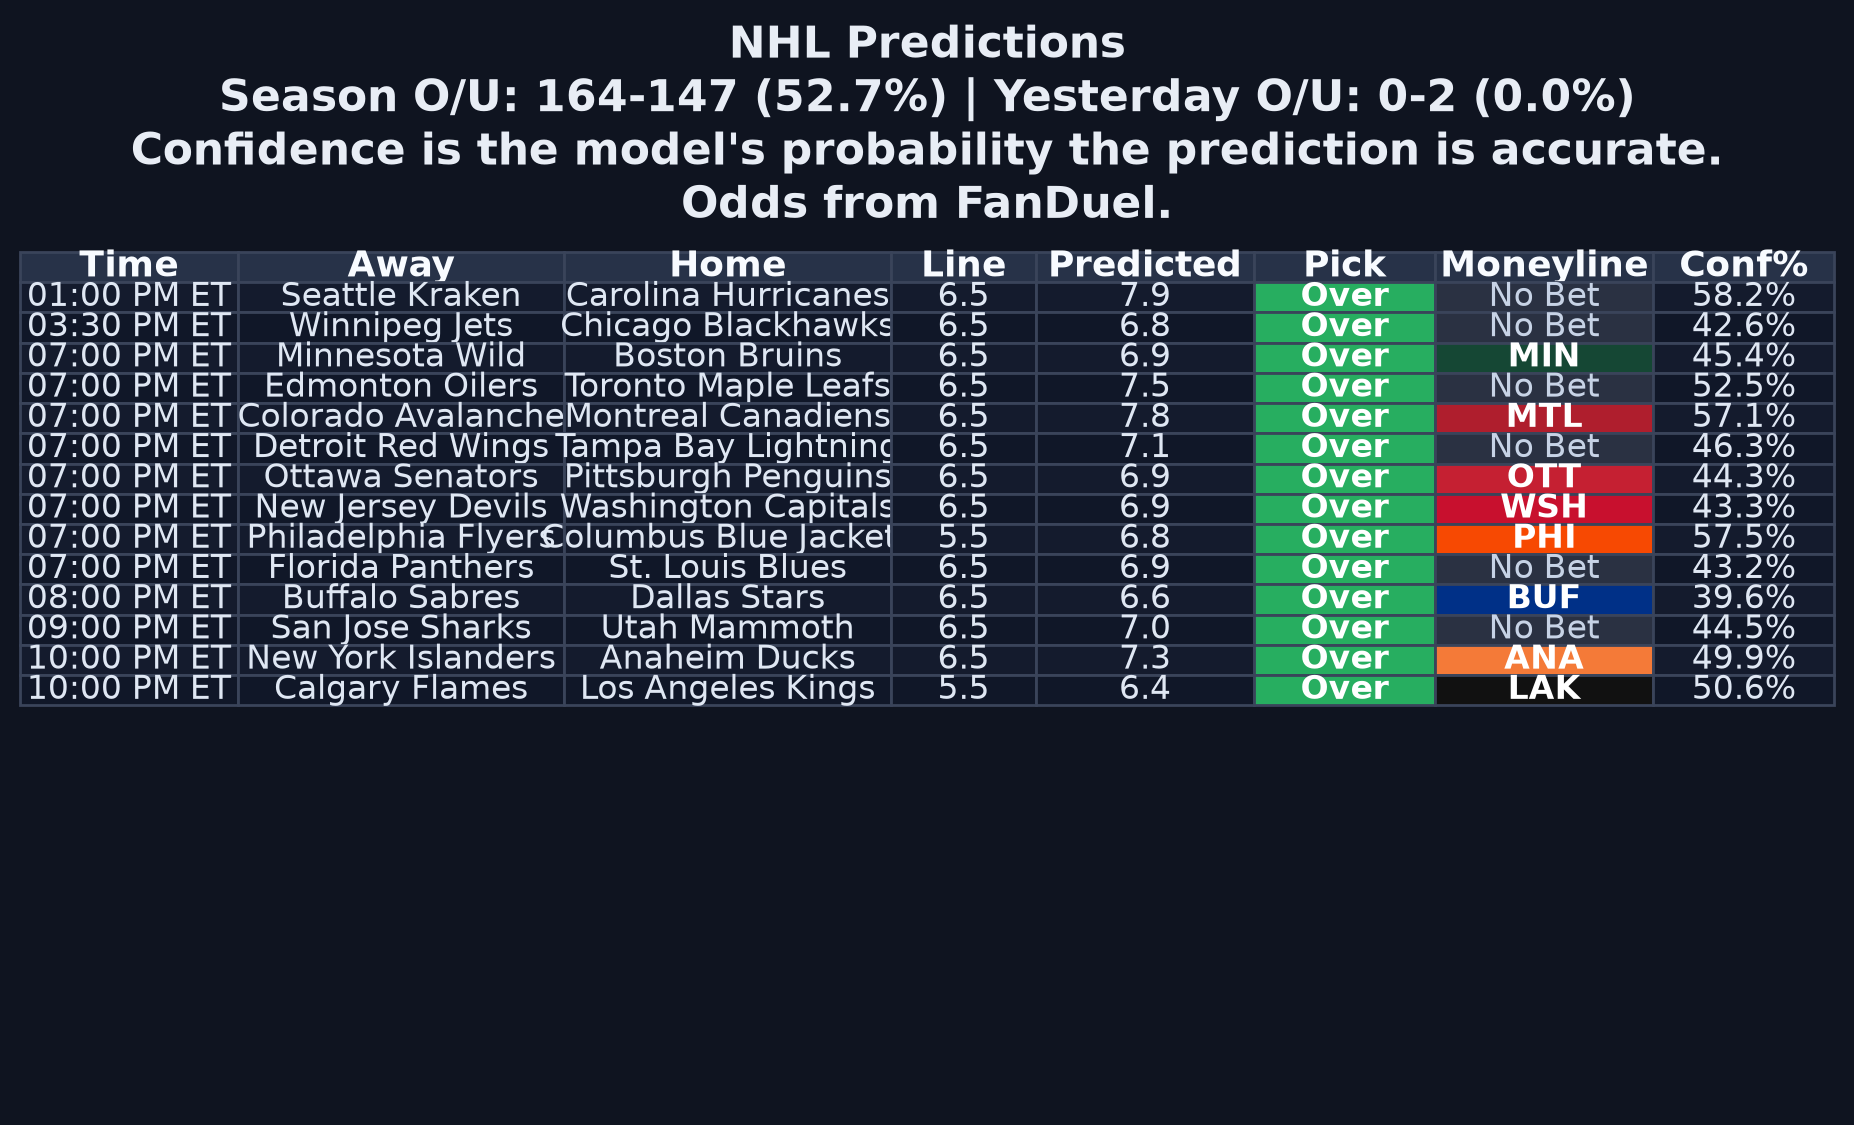 NHL Predictions
Season O/U: 164-147 (52.7%) | Yesterday O/U: 0-2 (0.0%)
Confidence is the model's probability the prediction is accurate.
Odds from FanDuel.
Time Away Home Line Predicted Pick Moneyline Conf%
01:00 PM ET Seattle Kraken Carolina Hurricanes 6.5 7.9 Over No Bet 58.2%
03:30 PM ET Winnipeg Jets Chicago Blackhawks 6.5 6.8 Over No Bet 42.6%
07:00 PM ET Minnesota Wild Boston Bruins 6.5 6.9 Over MIN 45.4%
07:00 PM ET Edmonton Oilers Toronto Maple Leafs 6.5 7.5 Over No Bet 52.5%
07:00 PM ET Colorado Avalanche Montreal Canadiens 6.5 7.8 Over MTL 57.1%
07:00 PM ET Detroit Red Wings Tampa Bay Lightning 6.5 7.1 Over No Bet 46.3%
07:00 PM ET Ottawa Senators Pittsburgh Penguins 6.5 6.9 Over OTT 44.3%
07:00 PM ET New Jersey Devils Washington Capitals 6.5 6.9 Over WSH 43.3%
07:00 PM ET Philadelphia Flyers Columbus Blue Jacket 5.5 6.8 Over PHI 57.5%
07:00 PM ET Florida Panthers St. Louis Blues 6.5 6.9 Over No Bet 43.2%
08:00 PM ET Buffalo Sabres Dallas Stars 6.5 6.6 Over BUF 39.6%
09:00 PM ET San Jose Sharks Utah Mammoth 6.5 7.0 Over No Bet 44.5%
10:00 PM ET New York Islanders Anaheim Ducks 6.5 7.3 Over ANA 49.9%
10:00 PM ET Calgary Flames Los Angeles Kings 5.5 6.4 Over LAK 50.6%